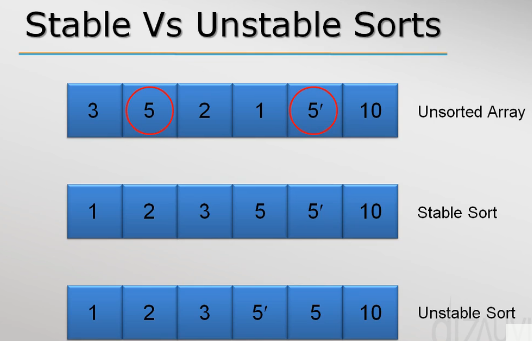 Stable Vs Unstable Sorts
3 5 2 1 5′ 10 Unsorted Array
1 2 3 5 5′ 10 Stable Sort
1 2 3 5′ 5 10 Unstable Sort